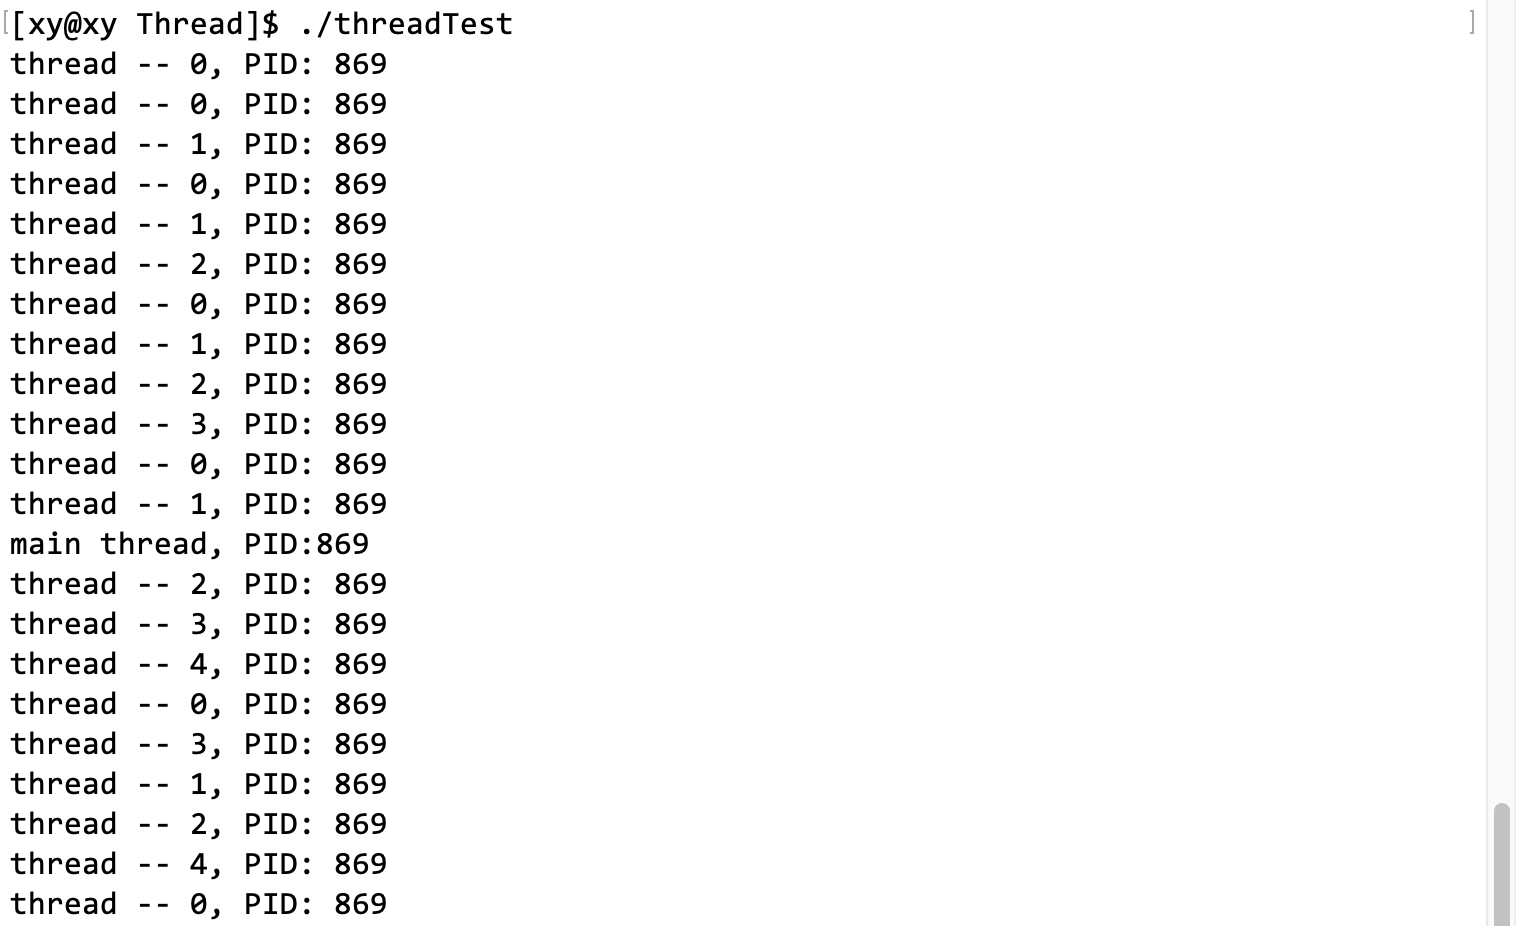 [[xy@xy Thread]$ ./threadTest ]
thread -- 0, PID: 869
thread -- 0, PID: 869
thread -- 1, PID: 869
thread -- 0, PID: 869
thread -- 1, PID: 869
thread -- 2, PID: 869
thread -- 0, PID: 869
thread -- 1, PID: 869
thread -- 2, PID: 869
thread -- 3, PID: 869
thread -- 0, PID: 869
thread -- 1, PID: 869
main thread, PID:869
thread -- 2, PID: 869
thread -- 3, PID: 869
thread -- 4, PID: 869
thread -- 0, PID: 869
thread -- 3, PID: 869
thread -- 1, PID: 869
thread -- 2, PID: 869
thread -- 4, PID: 869
thread -- 0, PID: 869